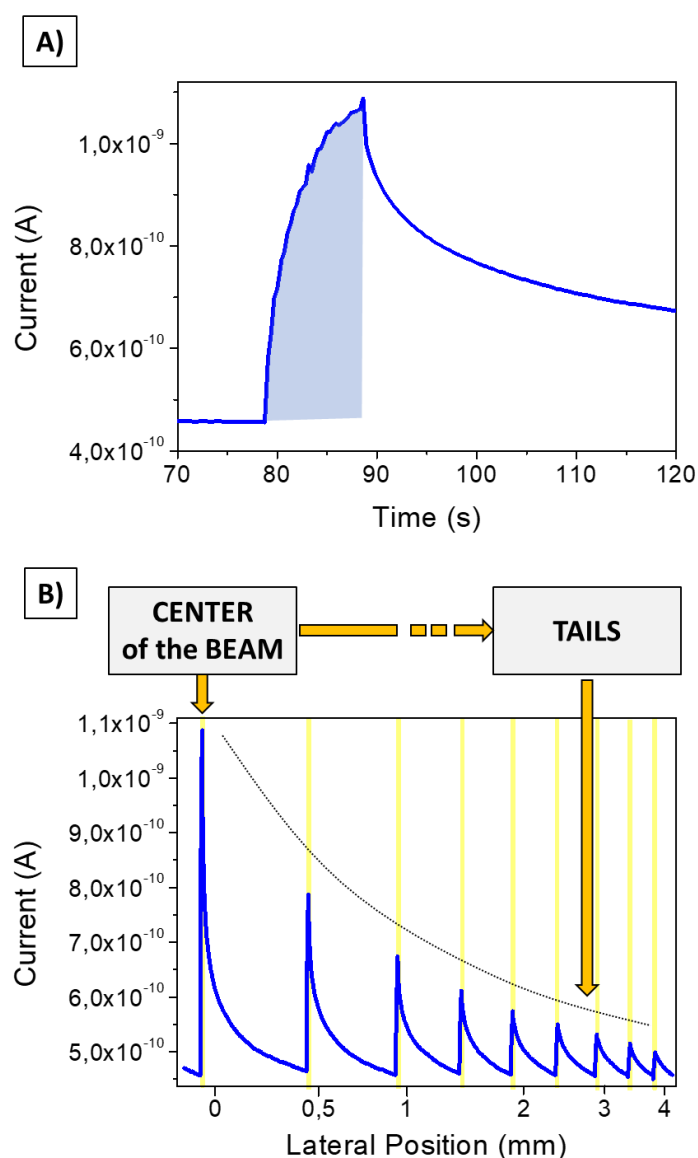 A)
1,0x10⁻⁹
8,0x10⁻¹⁰
6,0x10⁻¹⁰
4,0x10⁻¹⁰
Current (A)
70 80 90 100 110 120
Time (s)
B)
CENTER
of the BEAM
TAILS
1,1x10⁻⁹
1,0x10⁻⁹
9,0x10⁻¹⁰
8,0x10⁻¹⁰
7,0x10⁻¹⁰
6,0x10⁻¹⁰
5,0x10⁻¹⁰
Current (A)
0 0,5 1 2 3 4
Lateral Position (mm)